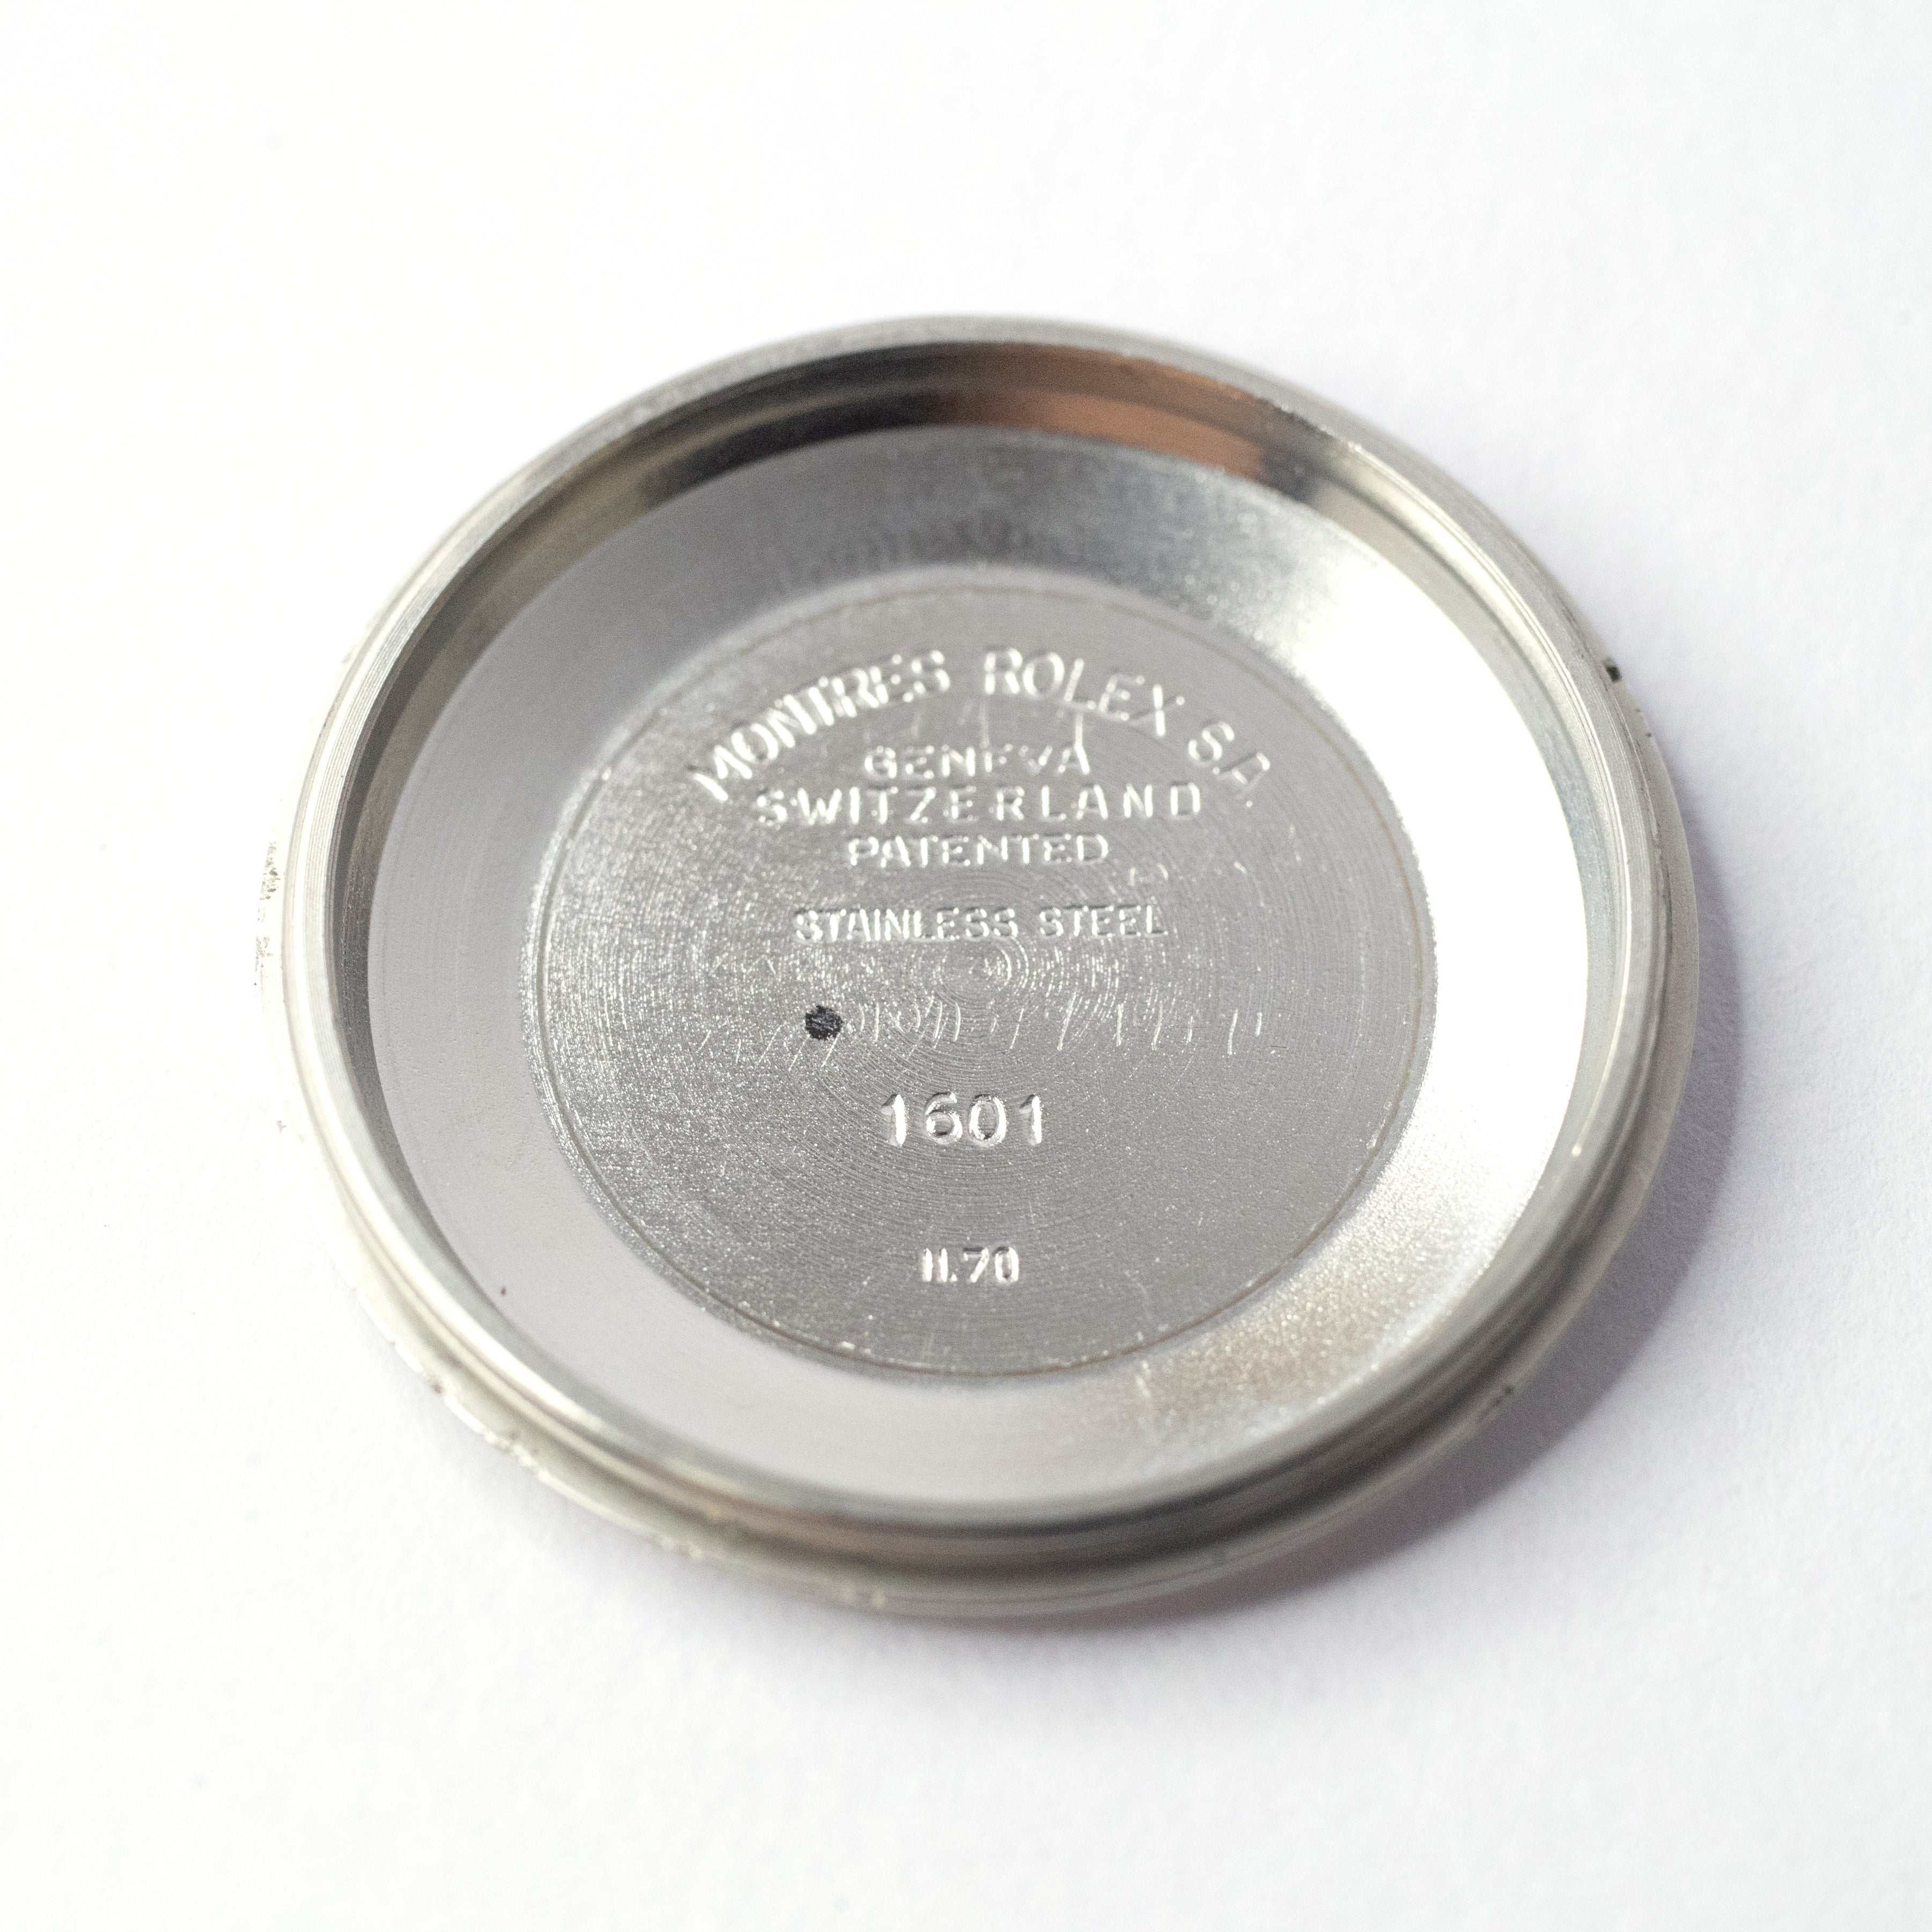 MONTRES ROLEX S.A.
GENEVA
SWITZERLAND
PATENTED
STAINLESS STEEL
1601
II.70